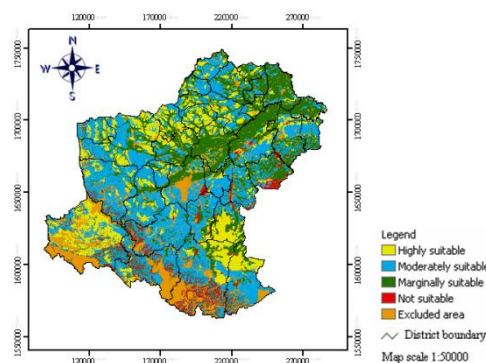 120000 170000 220000 270000
N
W E
S
1750000 1750000
1700000 1700000
1650000 1650000
1600000 1600000
1550000 1550000
Legend
Highly suitable
Moderately suitable
Marginally suitable
Not suitable
Excluded area
District boundary
Map scale 1:50000
120000 170000 220000 270000